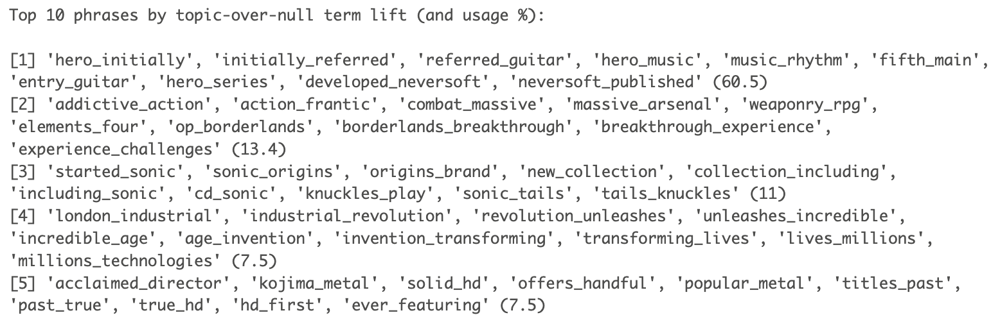 Top 10 phrases by topic-over-null term lift (and usage %):
[1] 'hero_initially', 'initially_referred', 'referred_guitar', 'hero_music', 'music_rhythm', 'fifth_main',
'entry_guitar', 'hero_series', 'developed_neversoft', 'neversoft_published' (60.5)
[2] 'addictive_action', 'action_frantic', 'combat_massive', 'massive_arsenal', 'weaponry_rpg',
'elements_four', 'op_borderlands', 'borderlands_breakthrough', 'breakthrough_experience',
'experience_challenges' (13.4)
[3] 'started_sonic', 'sonic_origins', 'origins_brand', 'new_collection', 'collection_including',
'including_sonic', 'cd_sonic', 'knuckles_play', 'sonic_tails', 'tails_knuckles' (11)
[4] 'london_industrial', 'industrial_revolution', 'revolution_unleashes', 'unleashes_incredible',
'incredible_age', 'age_invention', 'invention_transforming', 'transforming_lives', 'lives_millions',
'millions_technologies' (7.5)
[5] 'acclaimed_director', 'kojima_metal', 'solid_hd', 'offers_handful', 'popular_metal', 'titles_past',
'past_true', 'true_hd', 'hd_first', 'ever_featuring' (7.5)